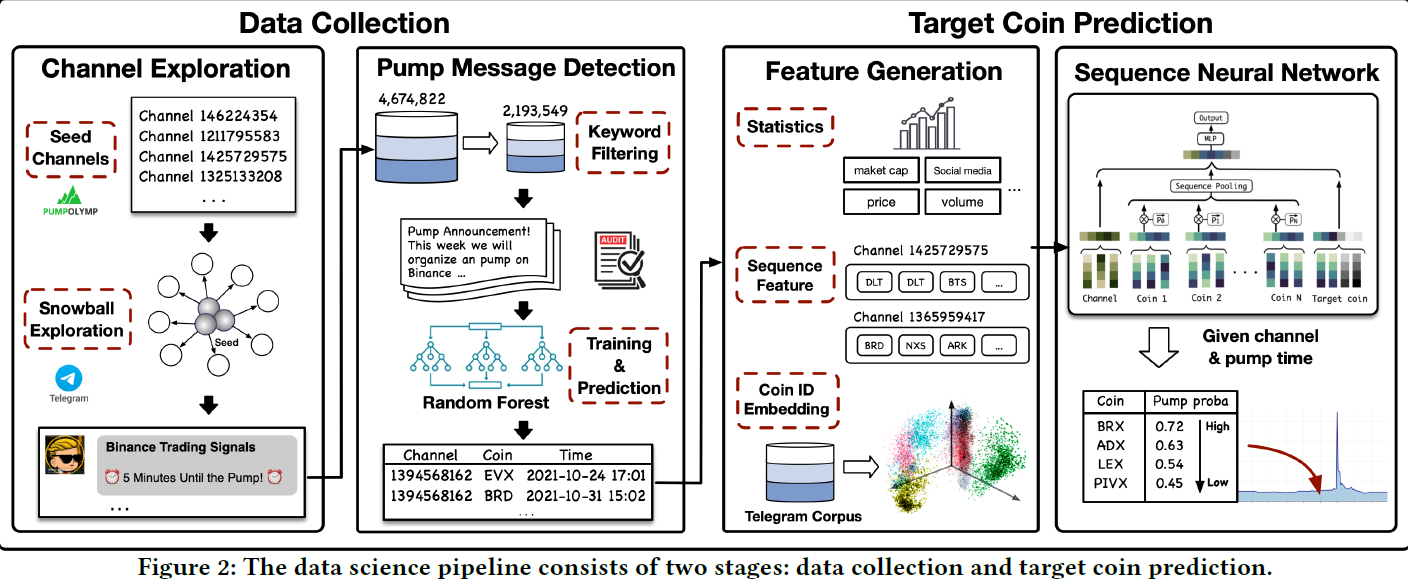 Data Collection
Target Coin Prediction
Channel Exploration
Seed
Channels
PUMPOLYMP
Channel 146224354
Channel 1211795583
Channel 1425729575
Channel 1325133208
...
Snowball
Exploration
Telegram
Seed
Binance Trading Signals
5 Minutes Until the Pump!
...
Pump Message Detection
4,674,822
2,193,549
Keyword
Filtering
Pump Announcement!
This week we will
organize an pump on
Binance ...
AUDIT
Training
&
Prediction
Random Forest
Channel Coin Time
1394568162 EVX 2021-10-24 17:01
1394568162 BRD 2021-10-31 15:02
...
Feature Generation
Statistics
maket cap Social media
price volume
...
Sequence
Feature
Channel 1425729575
DLT DLT BTS ...
Channel 1365959417
BRD NXS ARK ...
Coin ID
Embedding
Telegram Corpus
Sequence Neural Network
Output
MLP
Sequence Pooling
P0 P1 PN
Channel Coin 1 Coin 2 ... Coin N Target coin
Given channel
& pump time
Coin Pump proba
BRX 0.72 High
ADX 0.63
LEX 0.54
PIVX 0.45 Low
Figure 2: The data science pipeline consists of two stages: data collection and target coin prediction.